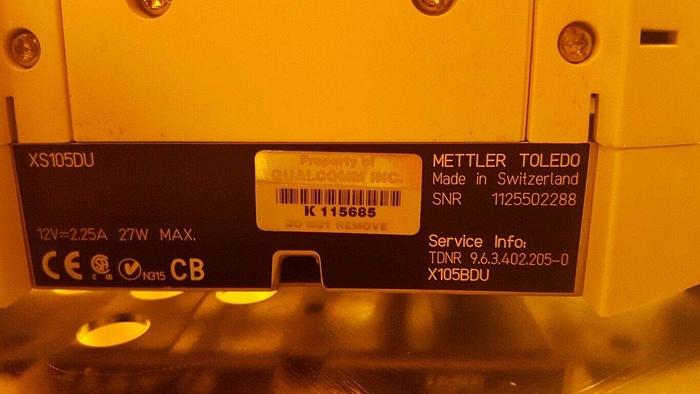 XS105DU
12V⎓2.25A 27W MAX.
CE N315 CB
Property of
QUALCOMM INC.
K 115685
DO NOT REMOVE
METTLER TOLEDO
Made in Switzerland
SNR 1125502288
Service Info:
TDNR 9.6.3.402.205-0
X105BDU